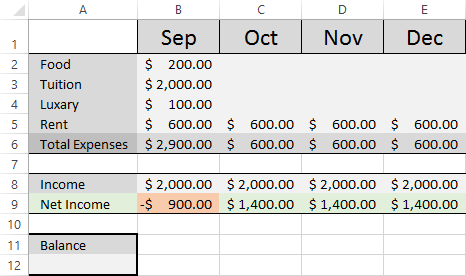 A B C D E
1 Sep Oct Nov Dec
2 Food $ 200.00
3 Tuition $ 2,000.00
4 Luxary $ 100.00
5 Rent $ 600.00 $ 600.00 $ 600.00 $ 600.00
6 Total Expenses $ 2,900.00 $ 600.00 $ 600.00 $ 600.00
7
8 Income $ 2,000.00 $ 2,000.00 $ 2,000.00 $ 2,000.00
9 Net Income -$ 900.00 $ 1,400.00 $ 1,400.00 $ 1,400.00
10
11 Balance
12